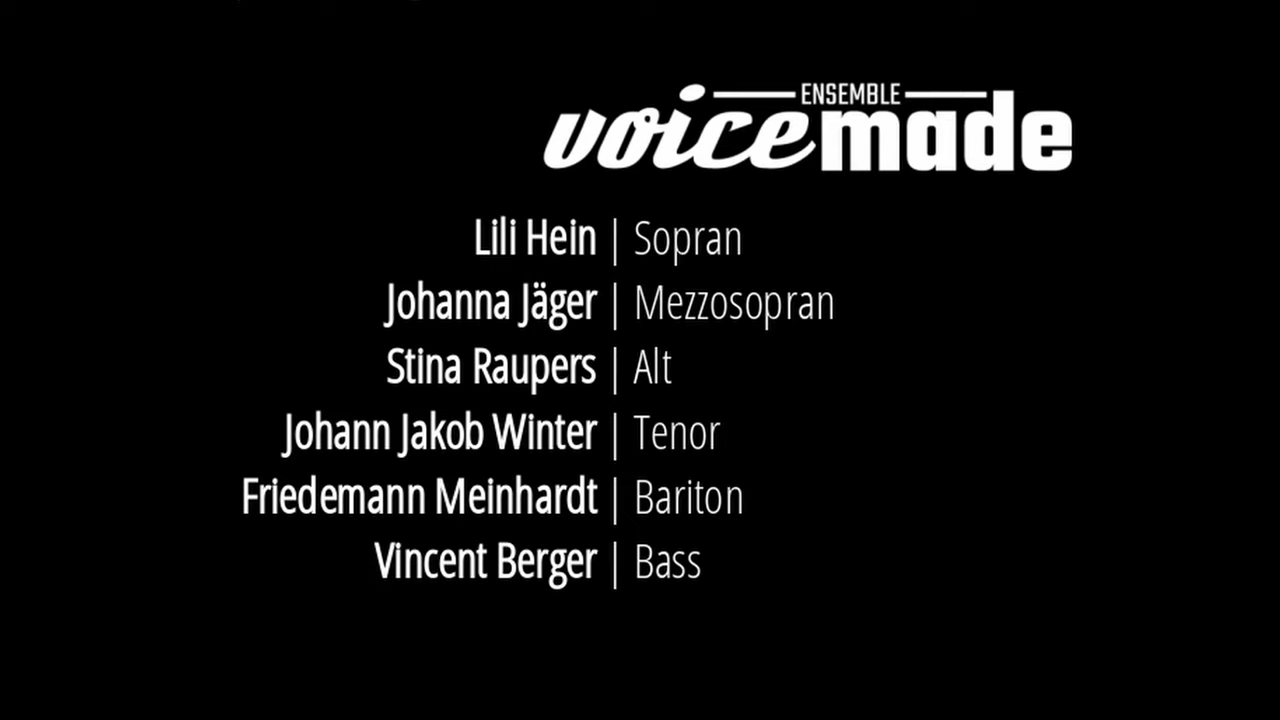 ENSEMBLE
voicemade
Lili Hein | Sopran
Johanna Jäger | Mezzosopran
Stina Raupers | Alt
Johann Jakob Winter | Tenor
Friedemann Meinhardt | Bariton
Vincent Berger | Bass